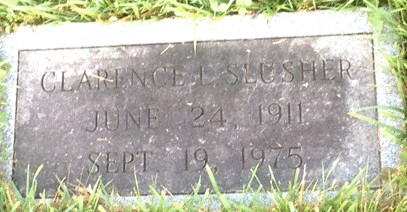 CLARENCE L. SLUSHER
JUNE 24, 1911
SEPT. 19, 1975